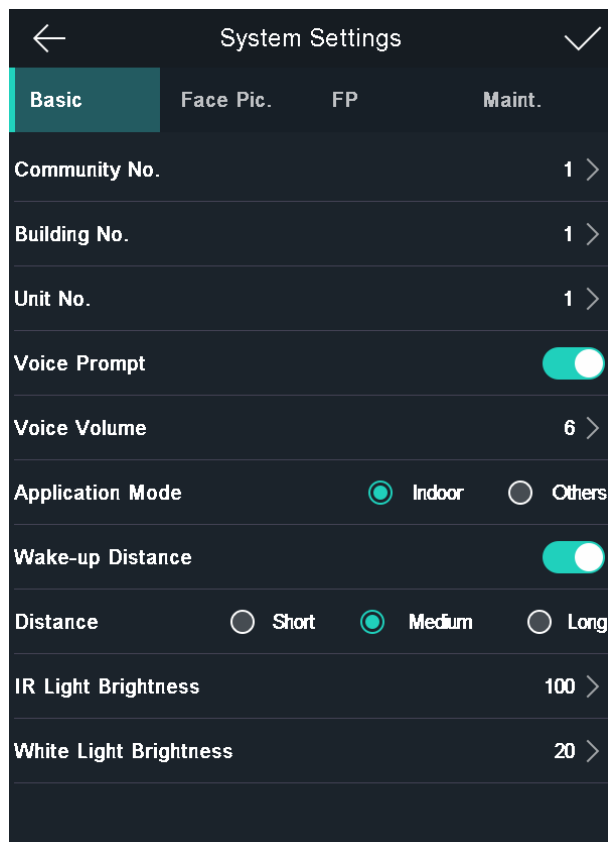 System Settings
Basic Face Pic. FP Maint.
Community No. 1
Building No. 1
Unit No. 1
Voice Prompt
Voice Volume 6
Application Mode Indoor Others
Wake-up Distance
Distance Short Medium Long
IR Light Brightness 100
White Light Brightness 20